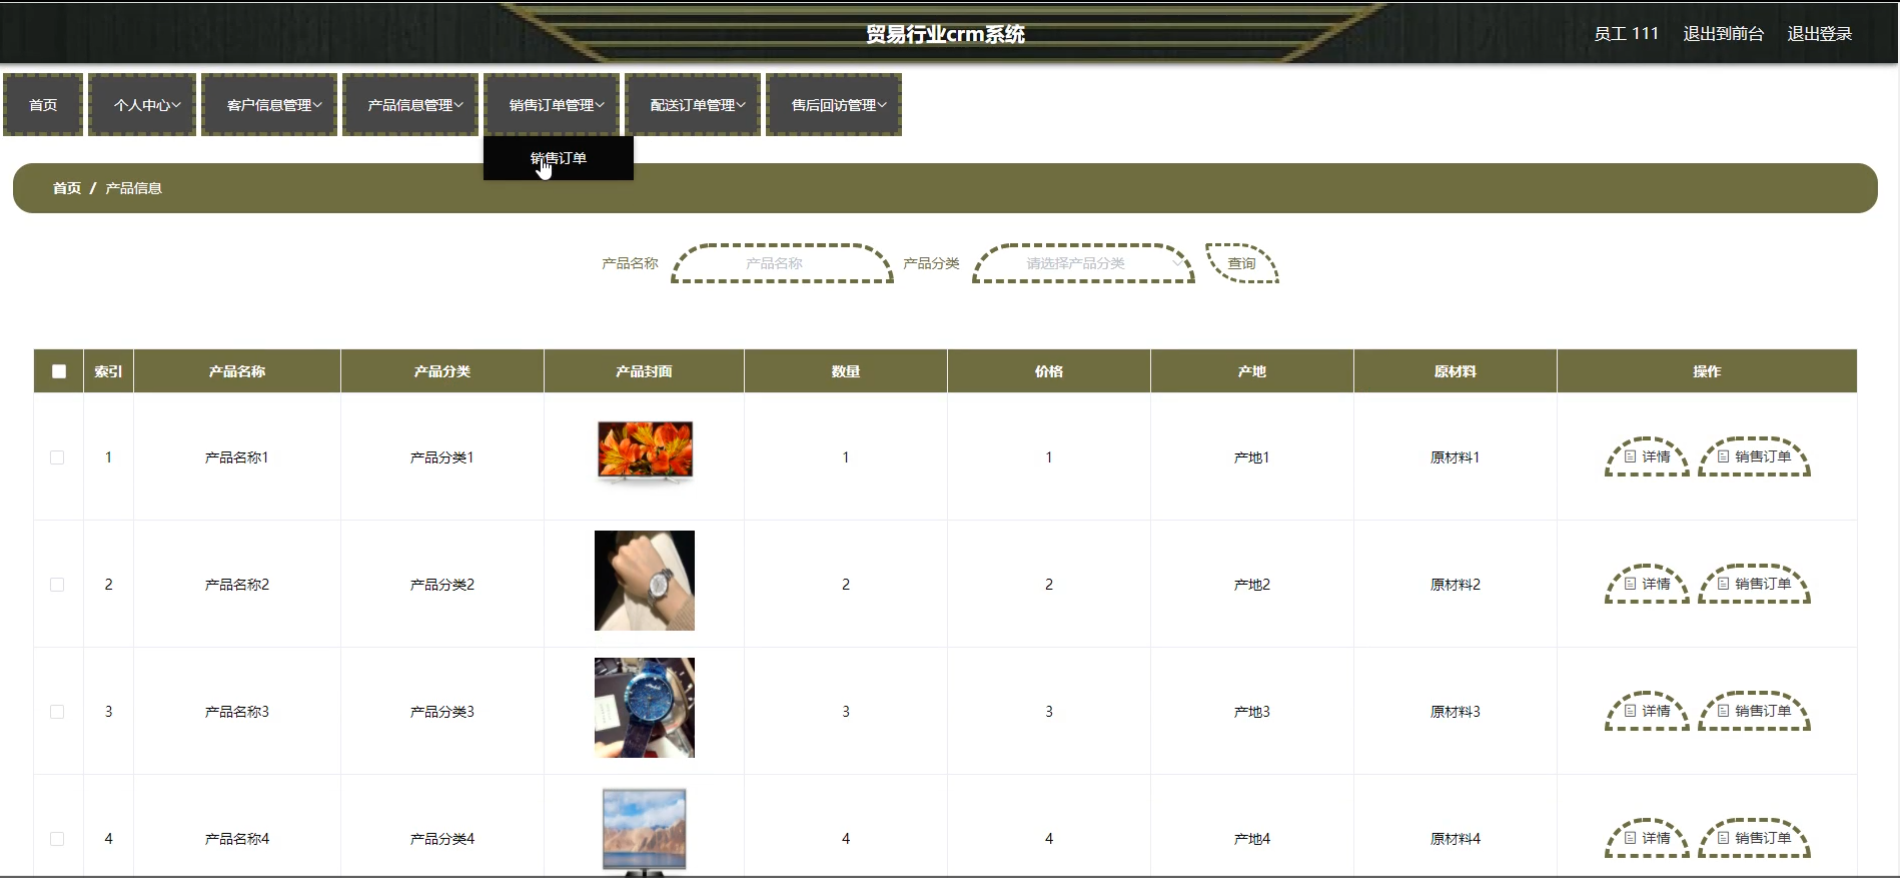 贸易行业crm系统
员工 111 退出到前台 退出登录
首页 个人中心 客户信息管理 产品信息管理 销售订单管理 配送订单管理 售后回访管理
销售订单
首页 / 产品信息
产品名称 产品名称 产品分类 请选择产品分类 查询
索引 产品名称 产品分类 产品封面 数量 价格 产地 原材料 操作
1 产品名称1 产品分类1 1 1 产地1 原材料1 详情 销售订单
2 产品名称2 产品分类2 2 2 产地2 原材料2 详情 销售订单
3 产品名称3 产品分类3 3 3 产地3 原材料3 详情 销售订单
4 产品名称4 产品分类4 4 4 产地4 原材料4 详情 销售订单